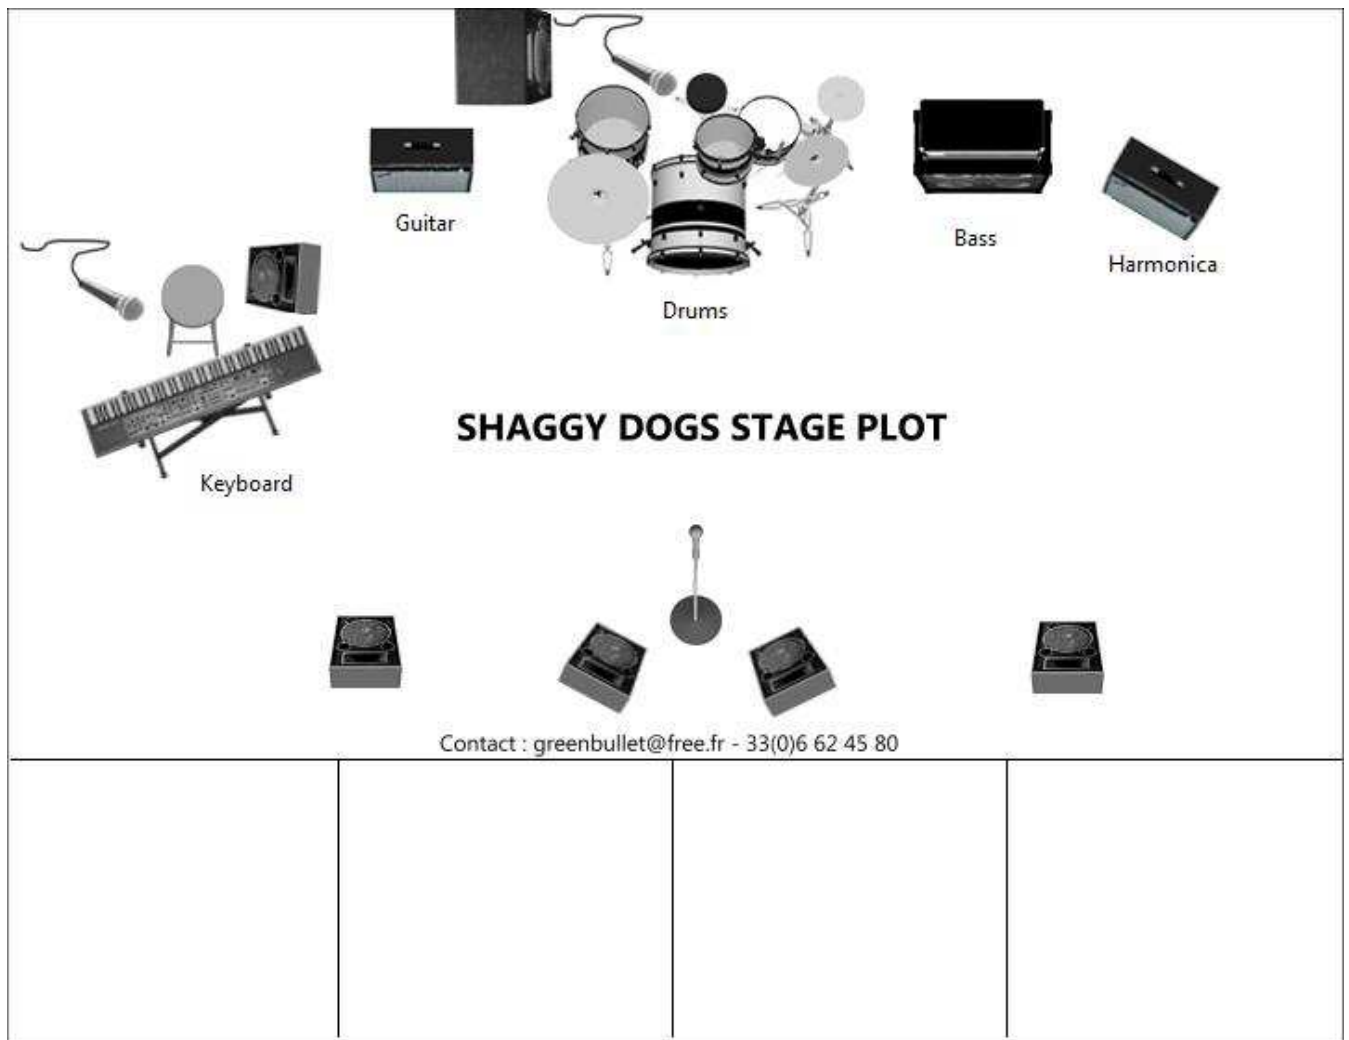 Guitar
Bass
Harmonica
Drums
SHAGGY DOGS STAGE PLOT
Keyboard
Contact : greenbullet@free.fr - 33(0)6 62 45 80